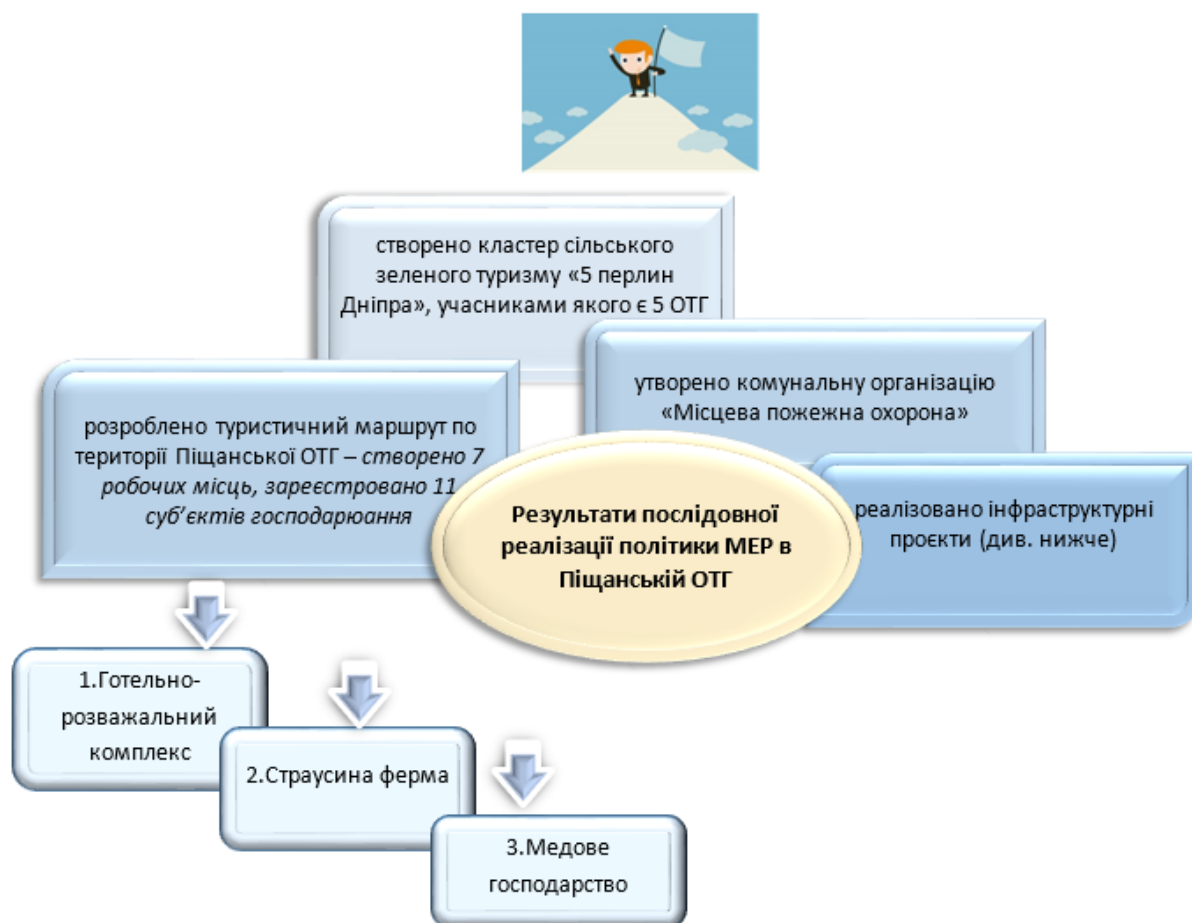 створено кластер сільського
зеленого туризму «5 перлин
Дніпра», учасниками якого є 5 ОТГ
утворено комунальну організацію
«Місцева пожежна охорона»
розроблено туристичний маршрут по
території Піщанської ОТГ – створено 7
робочих місць, зареєстровано 11
суб’єктів господарюання
реалізовано інфраструктурні
проєкти (див. нижче)
Результати послідовної
реалізації політики МЕР в
Піщанській ОТГ
1.Готельно-
розважальний
комплекс
2.Страусина ферма
3.Медове
господарство